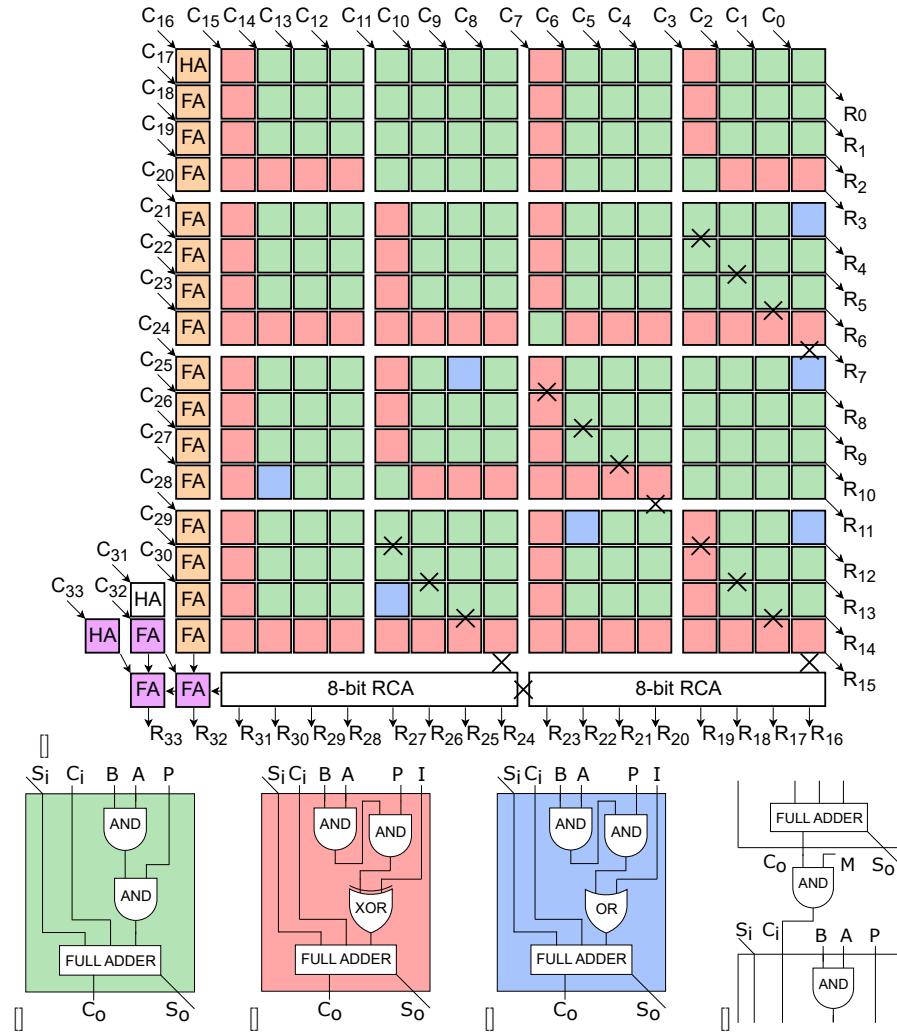 C16 C15 C14 C13 C12 C11 C10 C9 C8 C7 C6 C5 C4 C3 C2 C1 C0
C17 HA
R0
C18 FA
R1
C19 FA
R2
C20 FA
R3
C21 FA
R4
C22 FA
R5
C23 FA
R6
C24 FA
R7
C25 FA
R8
C26 FA
R9
C27 FA
R10
C28 FA
R11
C29 FA
R12
C31 C30 FA
R13
C33 C32 HA FA
R14
HA FA FA
R15
FA FA 8-bit RCA 8-bit RCA
R33 R32 R31 R30 R29 R28 R27 R26 R25 R24 R23 R22 R21 R20 R19 R18 R17 R16
[]
Si Ci B A P
AND
AND
FULL ADDER
Co So
[]
Si Ci B A P I
AND AND
XOR
FULL ADDER
Co So
[]
Si Ci B A P I
AND AND
OR
FULL ADDER
Co So
[]
FULL ADDER
Co M So
AND
Si Ci B A P
AND
[]